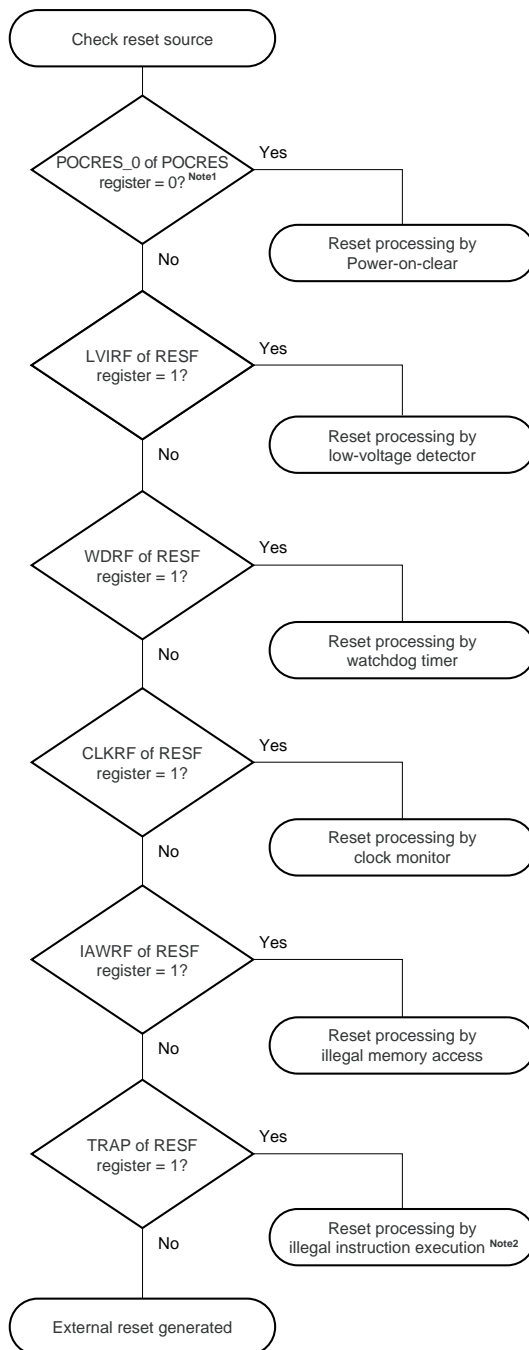 Check reset source
POCRES_0 of POCRES
register = 0? Note1
Yes
Reset processing by
Power-on-clear
No
LVIRF of RESF
register = 1?
Yes
Reset processing by
low-voltage detector
No
WDRF of RESF
register = 1?
Yes
Reset processing by
watchdog timer
No
CLKRF of RESF
register = 1?
Yes
Reset processing by
clock monitor
No
IAWRF of RESF
register = 1?
Yes
Reset processing by
illegal memory access
No
TRAP of RESF
register = 1?
Yes
Reset processing by
illegal instruction execution Note2
No
External reset generated